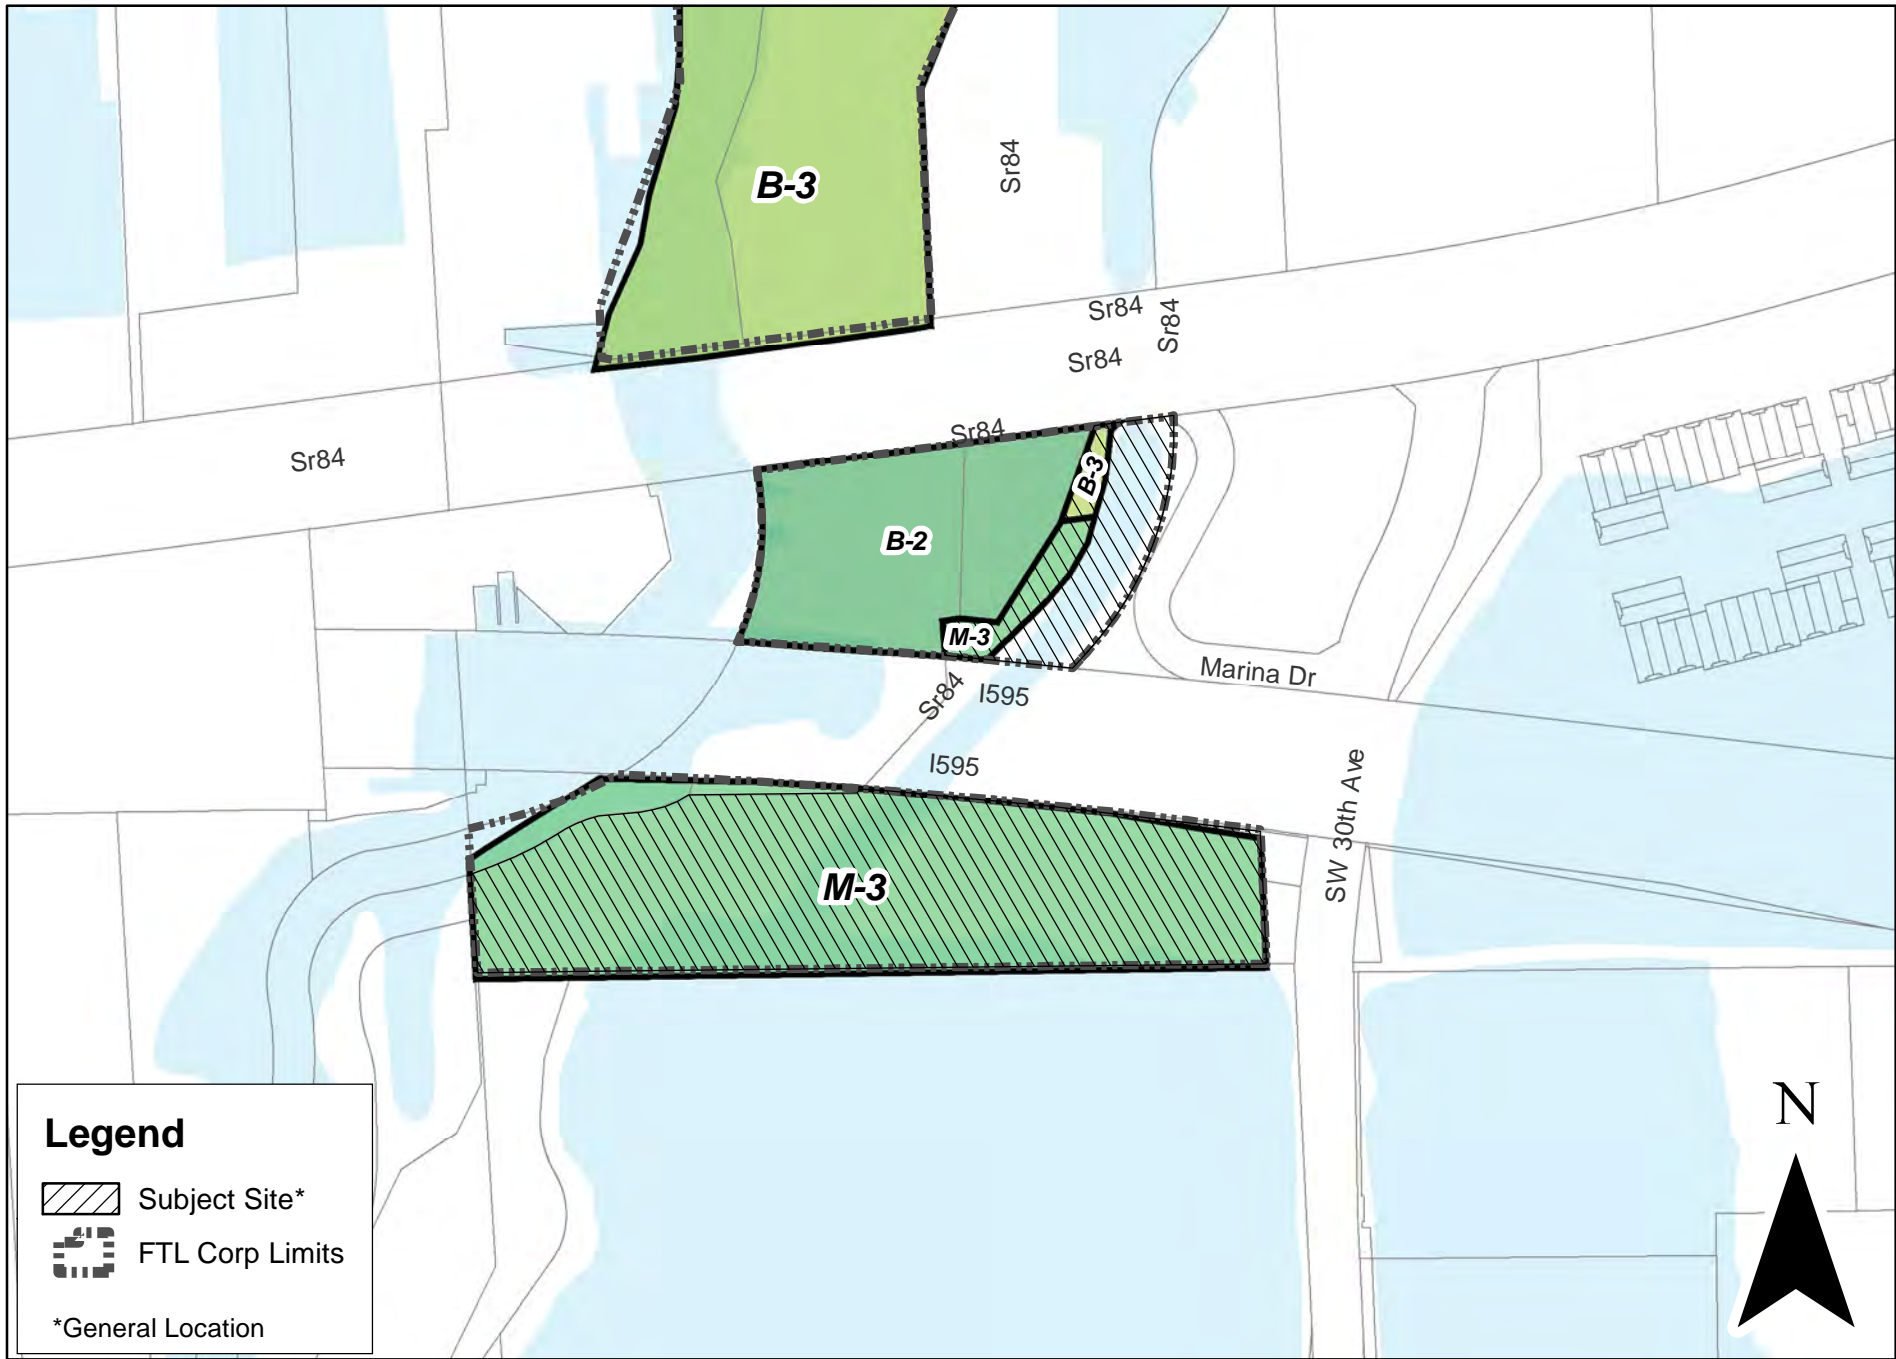 B-3
Sr84
Sr84
Sr84
Sr84
Sr84
Sr84
B-3
B-2
M-3
Marina Dr
Sr84
I595
I595
SW 30th Ave
M-3
Legend
Subject Site*
FTL Corp Limits
*General Location
N